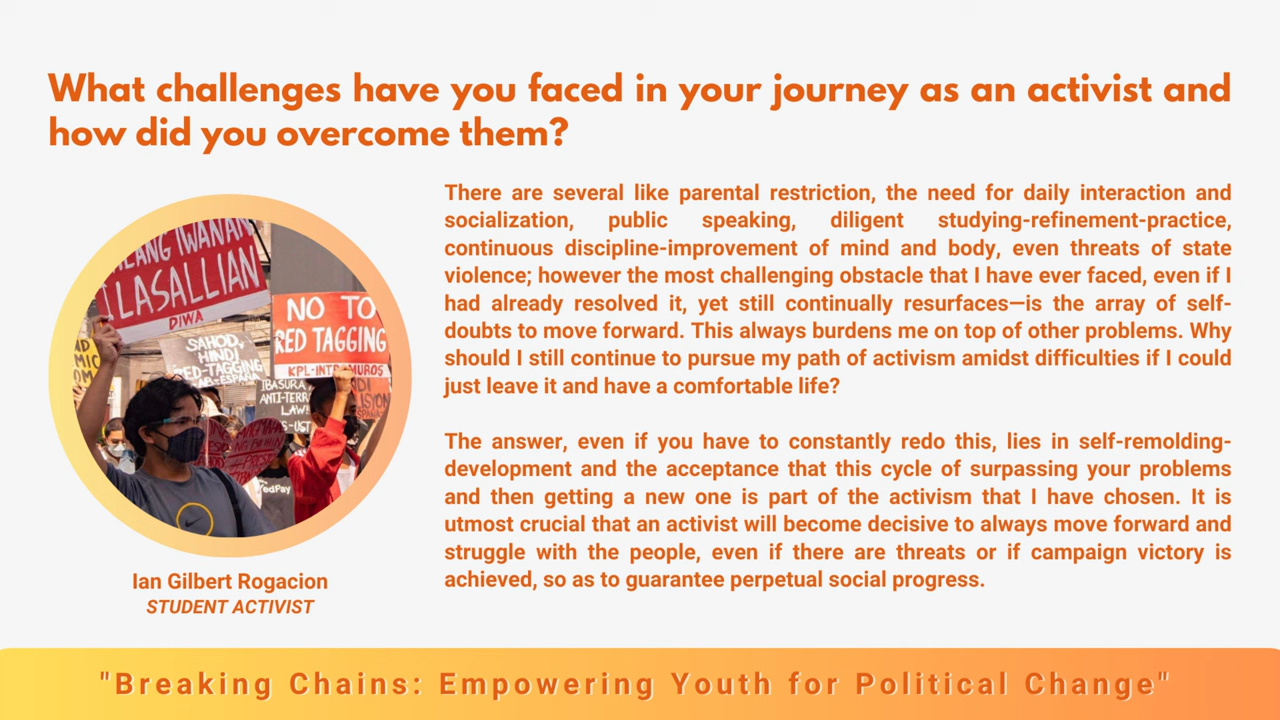 What challenges have you faced in your journey as an activist and
how did you overcome them?
There are several like parental restriction, the need for daily interaction and
socialization, public speaking, diligent studying-refinement-practice,
continuous discipline-improvement of mind and body, even threats of state
violence; however the most challenging obstacle that I have ever faced, even if I
had already resolved it, yet still continually resurfaces—is the array of self-
doubts to move forward. This always burdens me on top of other problems. Why
should I still continue to pursue my path of activism amidst difficulties if I could
just leave it and have a comfortable life?
The answer, even if you have to constantly redo this, lies in self-remolding-
development and the acceptance that this cycle of surpassing your problems
and then getting a new one is part of the activism that I have chosen. It is
utmost crucial that an activist will become decisive to always move forward and
struggle with the people, even if there are threats or if campaign victory is
achieved, so as to guarantee perpetual social progress.
IWANAN
LASALLIAN
DIWA
NO TO
RED TAGGING
SAHOD,
HINDI
RED-TAGGING
IBASURA
ANTI-TERR
LAW!
Ian Gilbert Rogacion
STUDENT ACTIVIST
"Breaking Chains: Empowering Youth for Political Change"